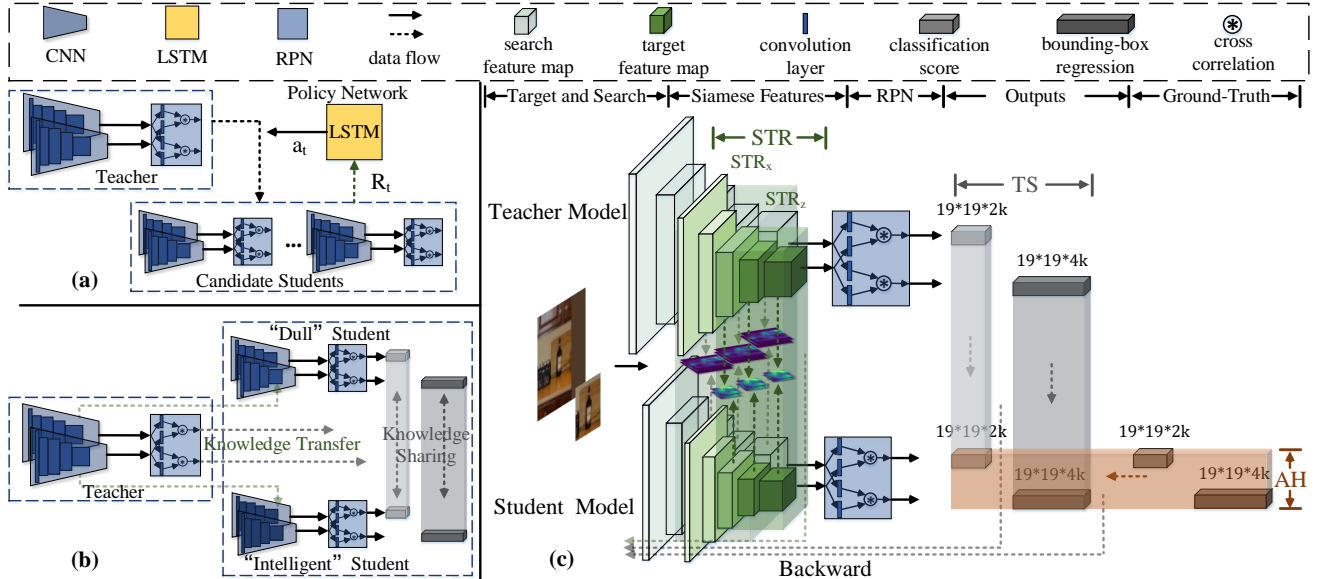 CNN
LSTM
RPN
data flow
search
feature map
target
feature map
convolution
layer
classification
score
bounding-box
regression
cross
correlation
Target and Search
Siamese Features
RPN
Outputs
Ground-Truth
Policy Network
LSTM
a_t
R_t
Teacher
Candidate Students
(a)
"Dull" Student
Knowledge Transfer
Knowledge
Sharing
Teacher
"Intelligent" Student
(b)
STR
STR_x
STR_z
Teacher Model
TS
19*19*2k
19*19*4k
19*19*2k
19*19*2k
19*19*4k
19*19*4k
AH
Student Model
(c)
Backward